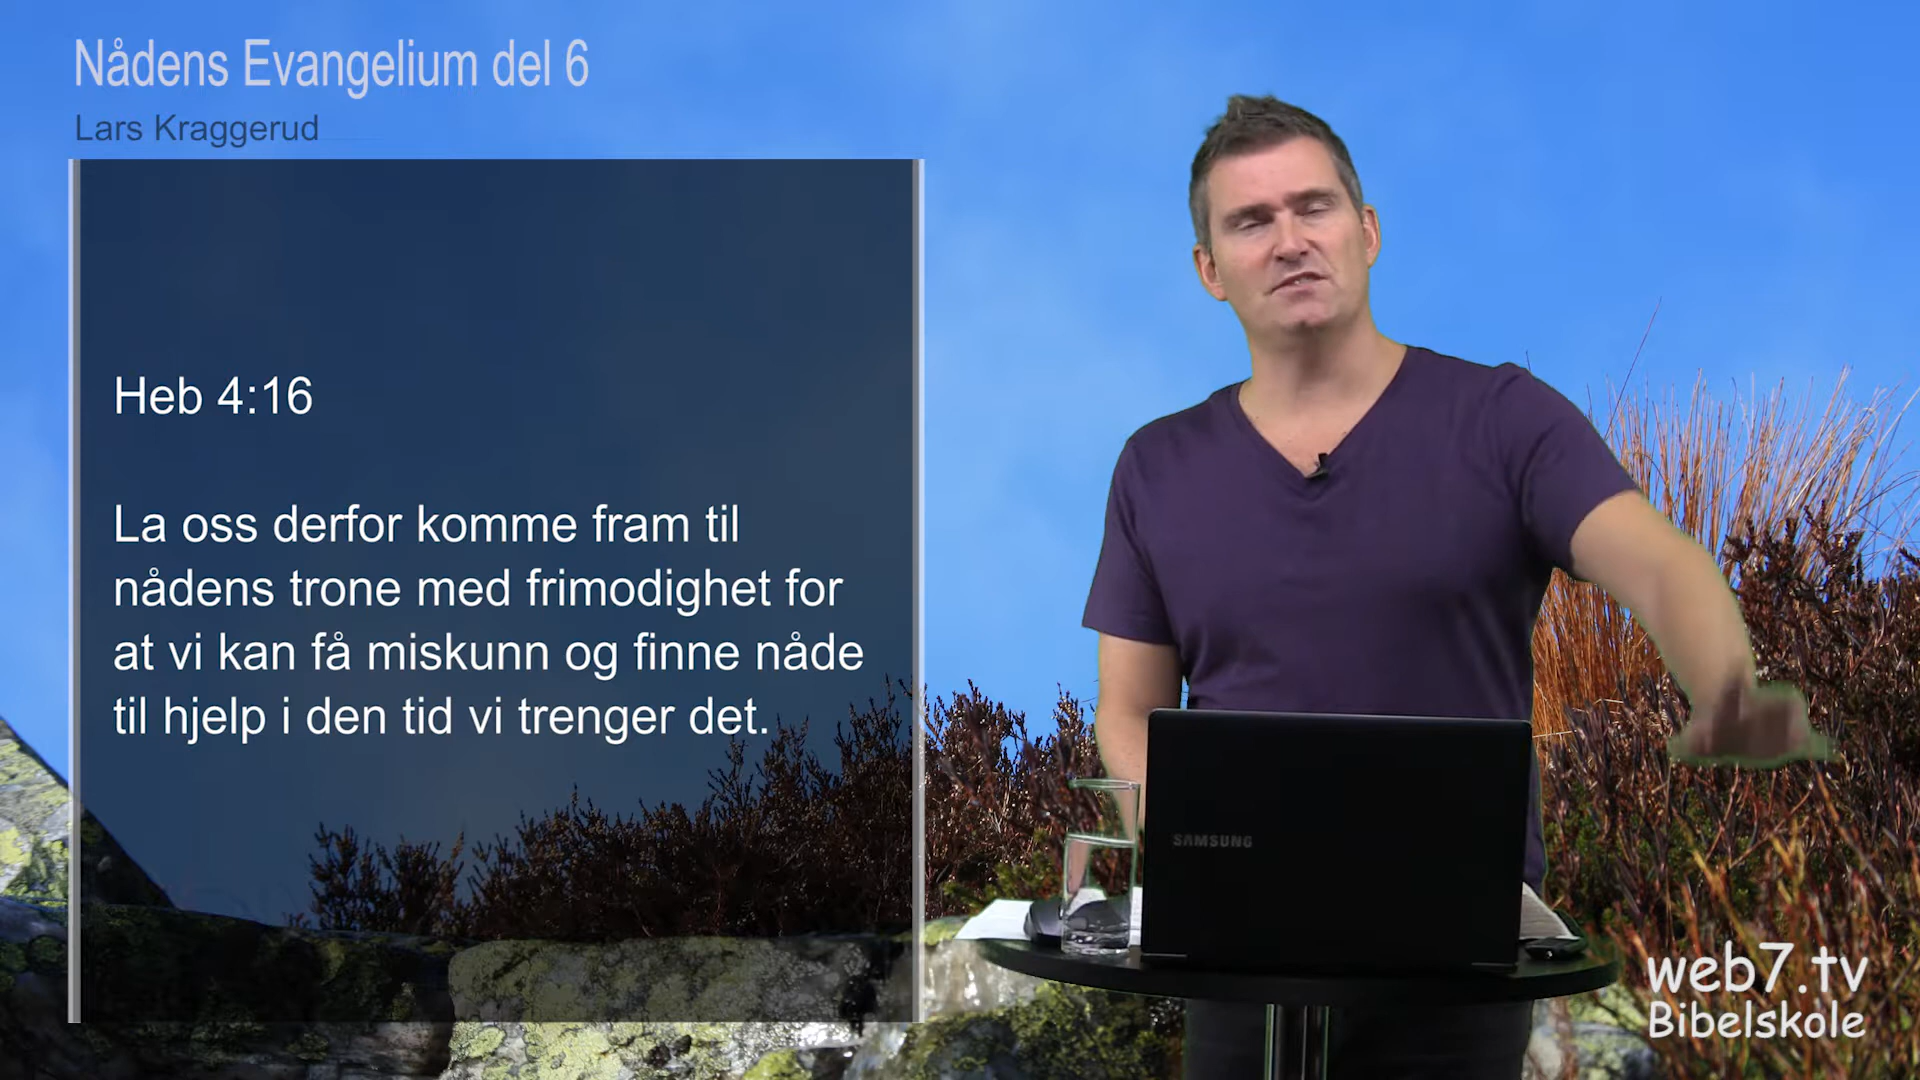 Nådens Evangelium del 6
Lars Kraggerud
Heb 4:16
La oss derfor komme fram til
nådens trone med frimodighet for
at vi kan få miskunn og finne nåde
til hjelp i den tid vi trenger det.
SAMSUNG
web7.tv
Bibelskole